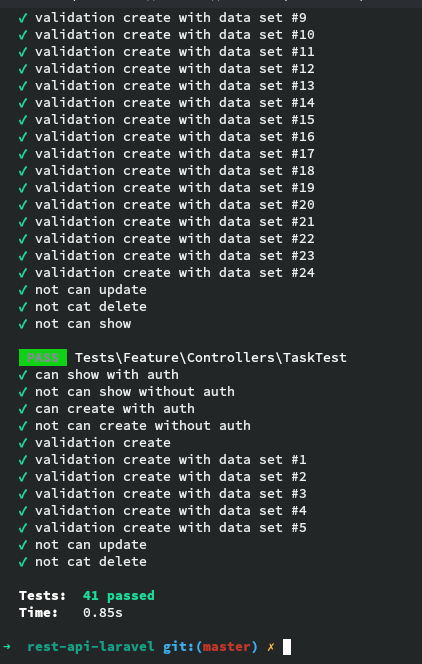 ✓ validation create with data set #9
✓ validation create with data set #10
✓ validation create with data set #11
✓ validation create with data set #12
✓ validation create with data set #13
✓ validation create with data set #14
✓ validation create with data set #15
✓ validation create with data set #16
✓ validation create with data set #17
✓ validation create with data set #18
✓ validation create with data set #19
✓ validation create with data set #20
✓ validation create with data set #21
✓ validation create with data set #22
✓ validation create with data set #23
✓ validation create with data set #24
✓ not can update
✓ not cat delete
✓ not can show
PASS Tests\Feature\Controllers\TaskTest
✓ can show with auth
✓ not can show without auth
✓ can create with auth
✓ not can create without auth
✓ validation create
✓ validation create with data set #1
✓ validation create with data set #2
✓ validation create with data set #3
✓ validation create with data set #4
✓ validation create with data set #5
✓ not can update
✓ not cat delete
Tests: 41 passed
Time: 0.85s
→ rest-api-laravel git:(master) ✗